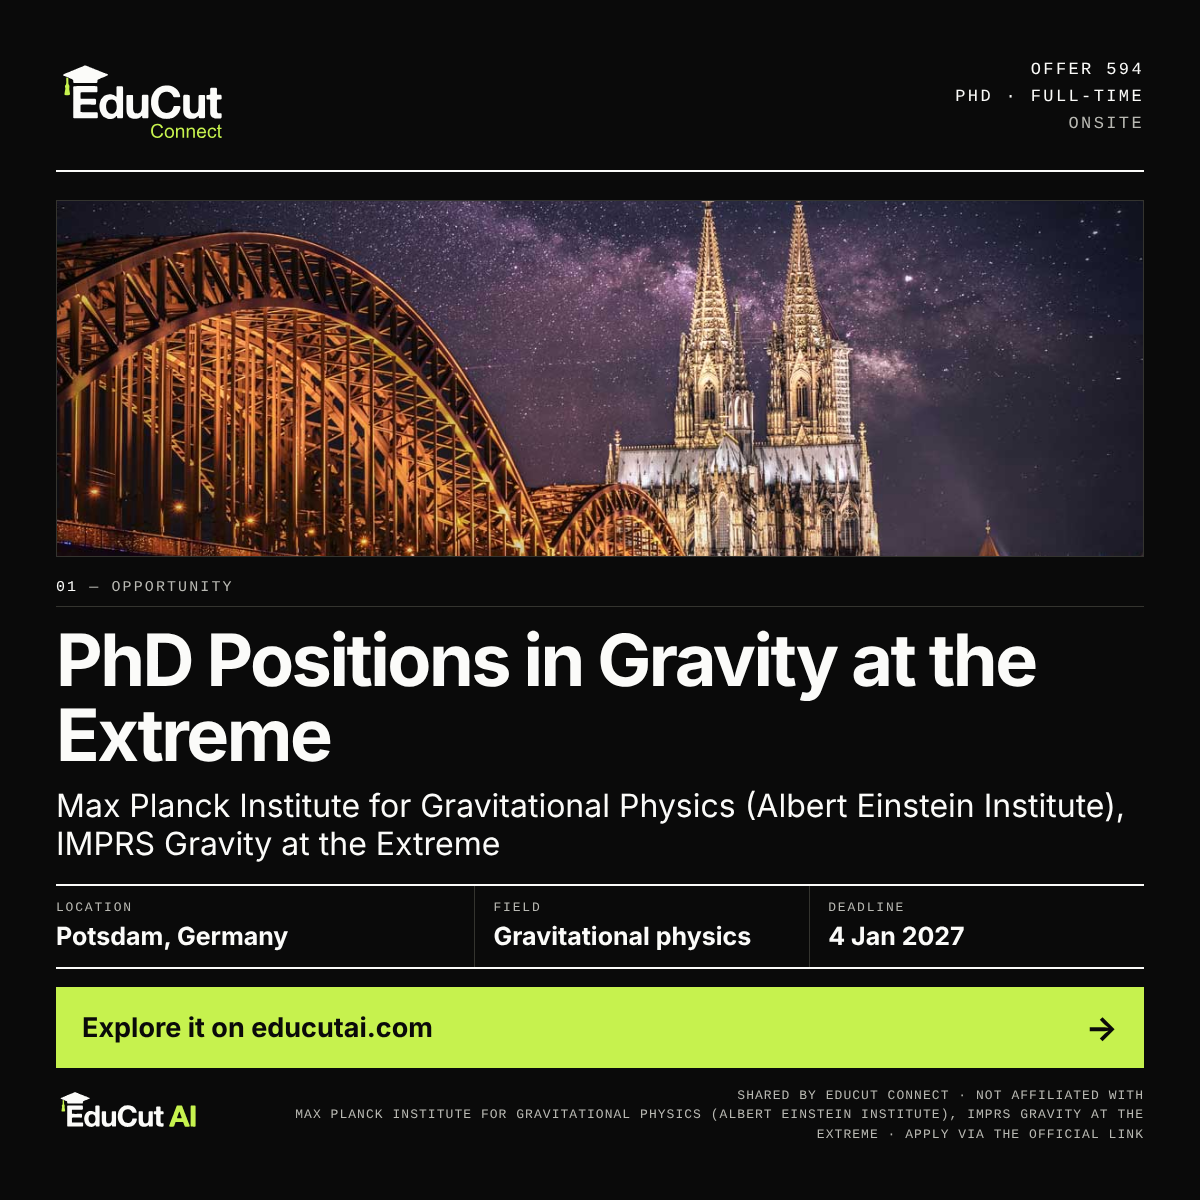 EduCut
Connect
OFFER 594
PHD · FULL-TIME
ONSITE
01 — OPPORTUNITY
PhD Positions in Gravity at the
Extreme
Max Planck Institute for Gravitational Physics (Albert Einstein Institute),
IMPRS Gravity at the Extreme
LOCATION
Potsdam, Germany
FIELD
Gravitational physics
DEADLINE
4 Jan 2027
Explore it on educutai.com →
EduCut AI
SHARED BY EDUCUT CONNECT · NOT AFFILIATED WITH
MAX PLANCK INSTITUTE FOR GRAVITATIONAL PHYSICS (ALBERT EINSTEIN INSTITUTE), IMPRS GRAVITY AT THE
EXTREME · APPLY VIA THE OFFICIAL LINK